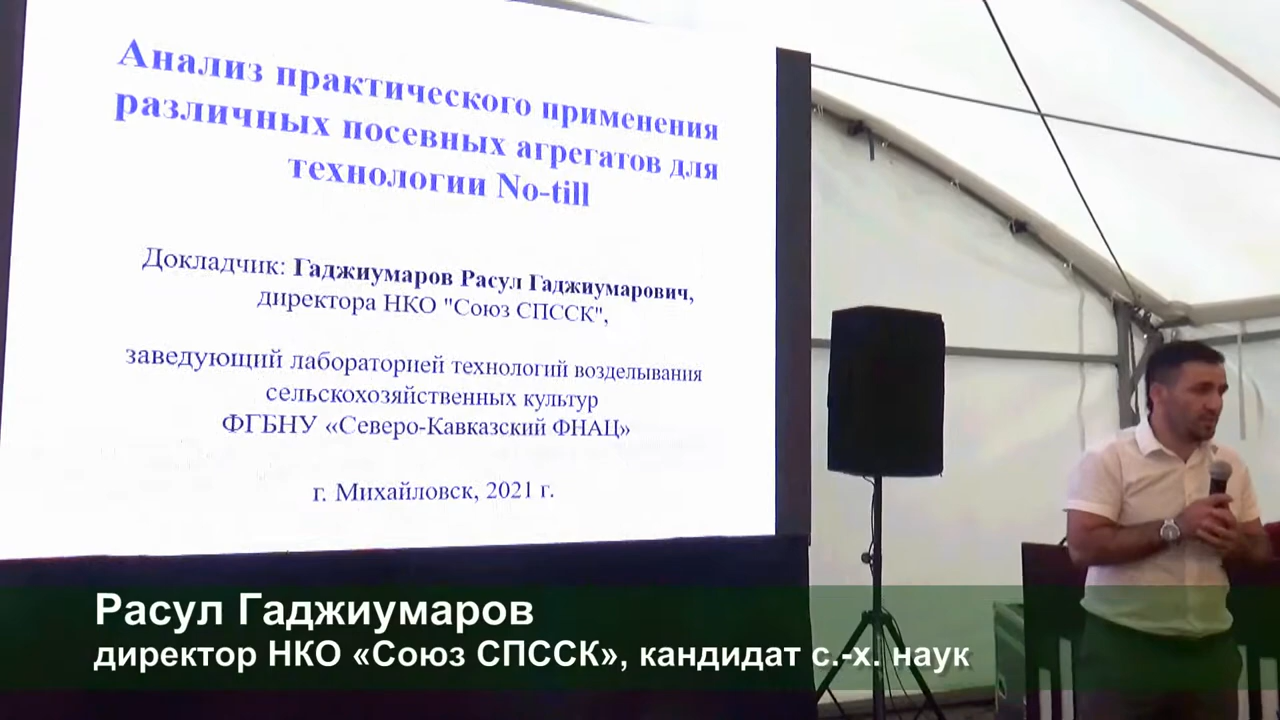 Анализ практического применения
различных посевных агрегатов для
технологии No-till
Докладчик: Гаджиумаров Расул Гаджиумарович,
директора НКО "Союз СПССК",
заведующий лабораторией технологий возделывания
сельскохозяйственных культур
ФГБНУ «Северо-Кавказский ФНАЦ»
г. Михайловск, 2021 г.
Расул Гаджиумаров
директор НКО «Союз СПССК», кандидат с.-х. наук